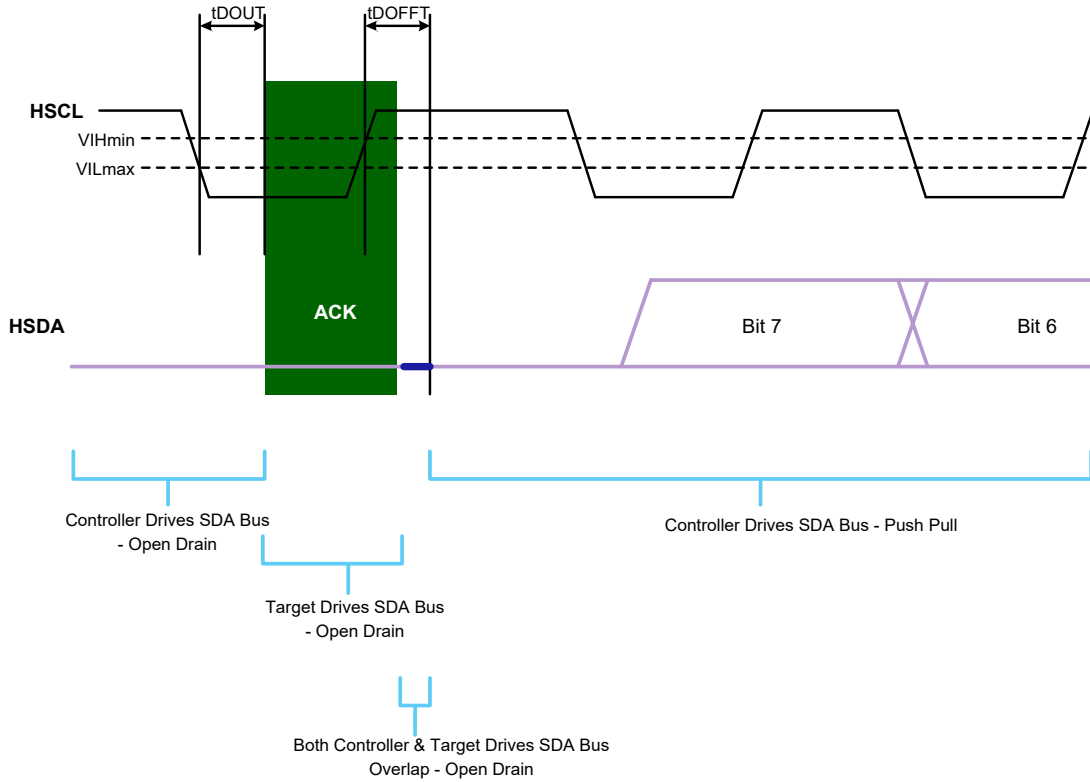 tDOUT
tDOFFT
HSCL
VIHmin
VILmax
ACK
HSDA
Bit 7
Bit 6
Controller Drives SDA Bus
- Open Drain
Controller Drives SDA Bus - Push Pull
Target Drives SDA Bus
- Open Drain
Both Controller & Target Drives SDA Bus
Overlap - Open Drain